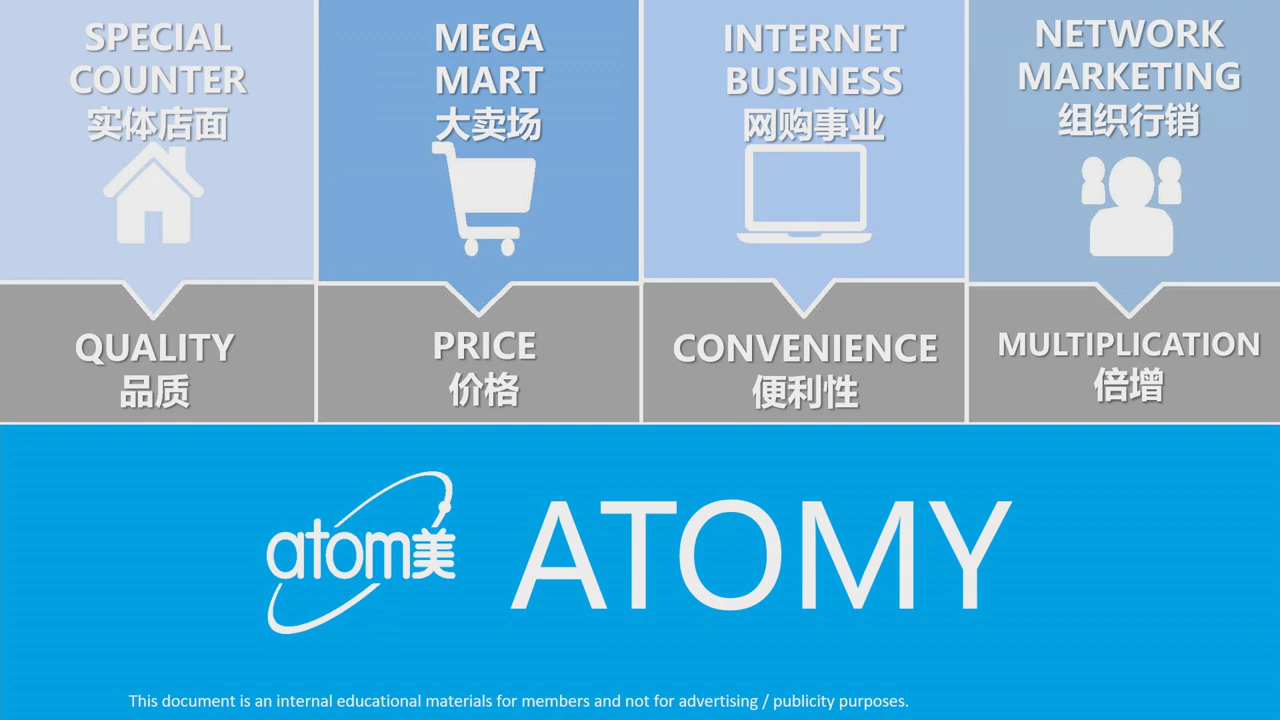 SPECIAL
COUNTER
实体店面
MEGA
MART
大卖场
INTERNET
BUSINESS
网购事业
NETWORK
MARKETING
组织行销
QUALITY
品质
PRICE
价格
CONVENIENCE
便利性
MULTIPLICATION
倍增
atom美
ATOMY
This document is an internal educational materials for members and not for advertising / publicity purposes.